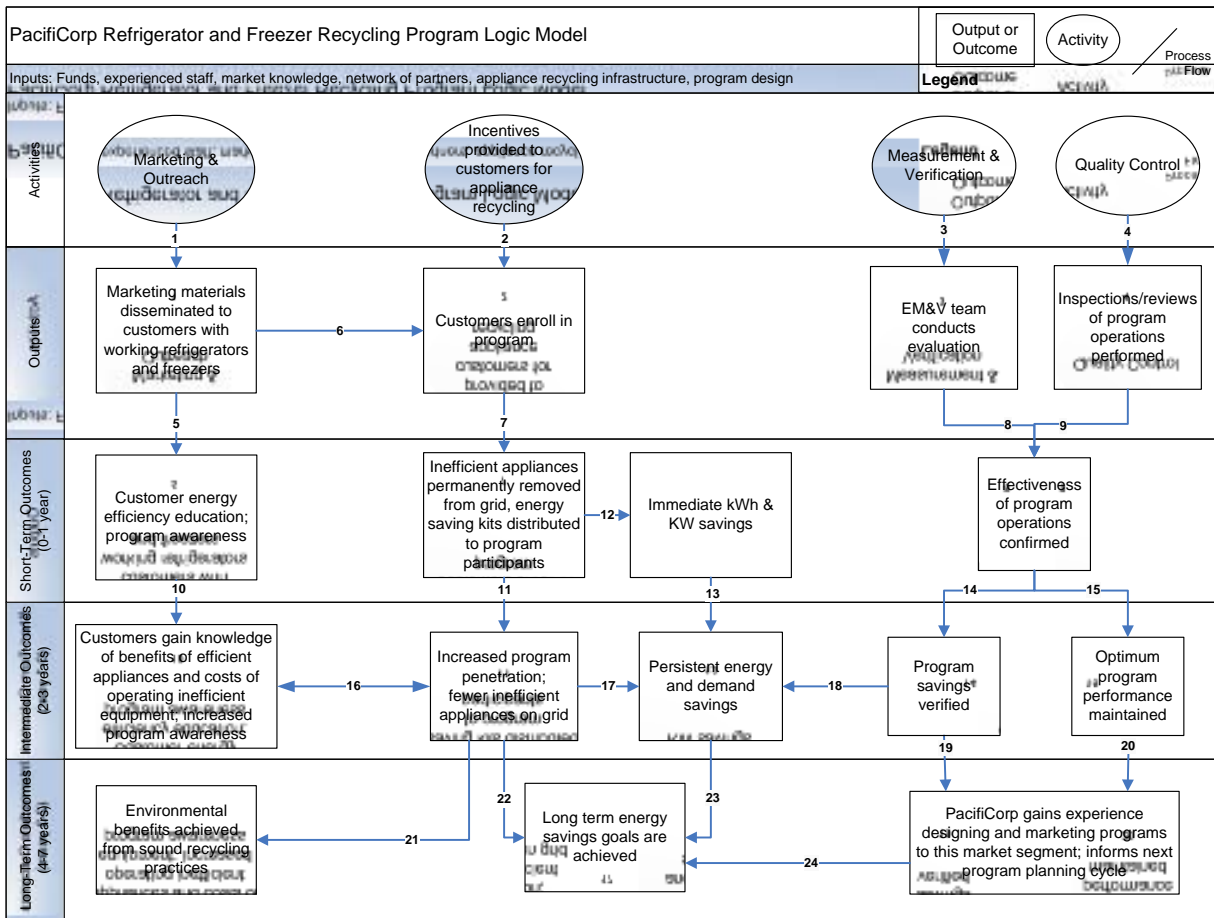 PacifiCorp Refrigerator and Freezer Recycling Program Logic Model
Output or
Outcome
Activity
Process
Flow
Legend
Inputs: Funds, experienced staff, market knowledge, network of partners, appliance recycling infrastructure, program design
Activities
Marketing &
Outreach
Incentives
provided to
customers for
appliance
recycling
Measurement &
Verification
Quality Control
1
2
3
4
Outputs
Marketing materials
disseminated to
customers with
working refrigerators
and freezers
6
Customers enroll in
program
EM&V team
conducts
evaluation
Inspections/reviews
of program
operations
performed
5
7
8
9
Short-Term Outcomes
(0-1 year)
Customer energy
efficiency education;
program awareness
Inefficient appliances
permanently removed
from grid, energy
saving kits distributed
to program
participants
12
Immediate kWh &
KW savings
Effectiveness
of program
operations
confirmed
10
11
13
14
15
Intermediate Outcomes
(2-3 years)
Customers gain knowledge
of benefits of efficient
appliances and costs of
operating inefficient
equipment; increased
program awareness
16
Increased program
penetration;
fewer inefficient
appliances on grid
17
Persistent energy
and demand
savings
18
Program
savings
verified
Optimum
program
performance
maintained
19
20
Long-Term Outcomes
(4-7 years)
Environmental
benefits achieved
from sound recycling
practices
21
22
23
Long term energy
savings goals are
achieved
24
PacifiCorp gains experience
designing and marketing programs
to this market segment; informs next
program planning cycle